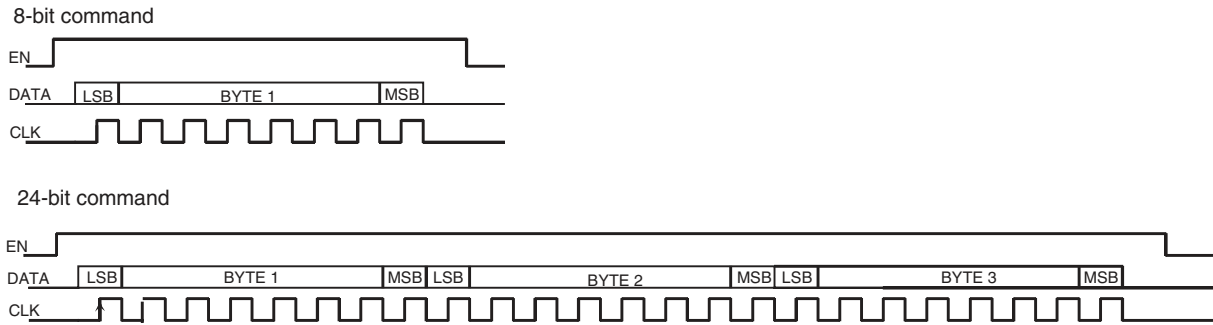 8-bit command
EN
DATA LSB BYTE 1 MSB
CLK
24-bit command
EN
DATA LSB BYTE 1 MSB LSB BYTE 2 MSB LSB BYTE 3 MSB
CLK